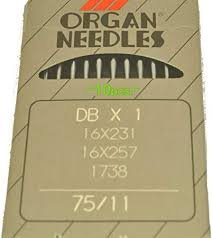 ORGAN
NEEDLES
10pcs
DB X 1
16X231
16X257
1738
75/11